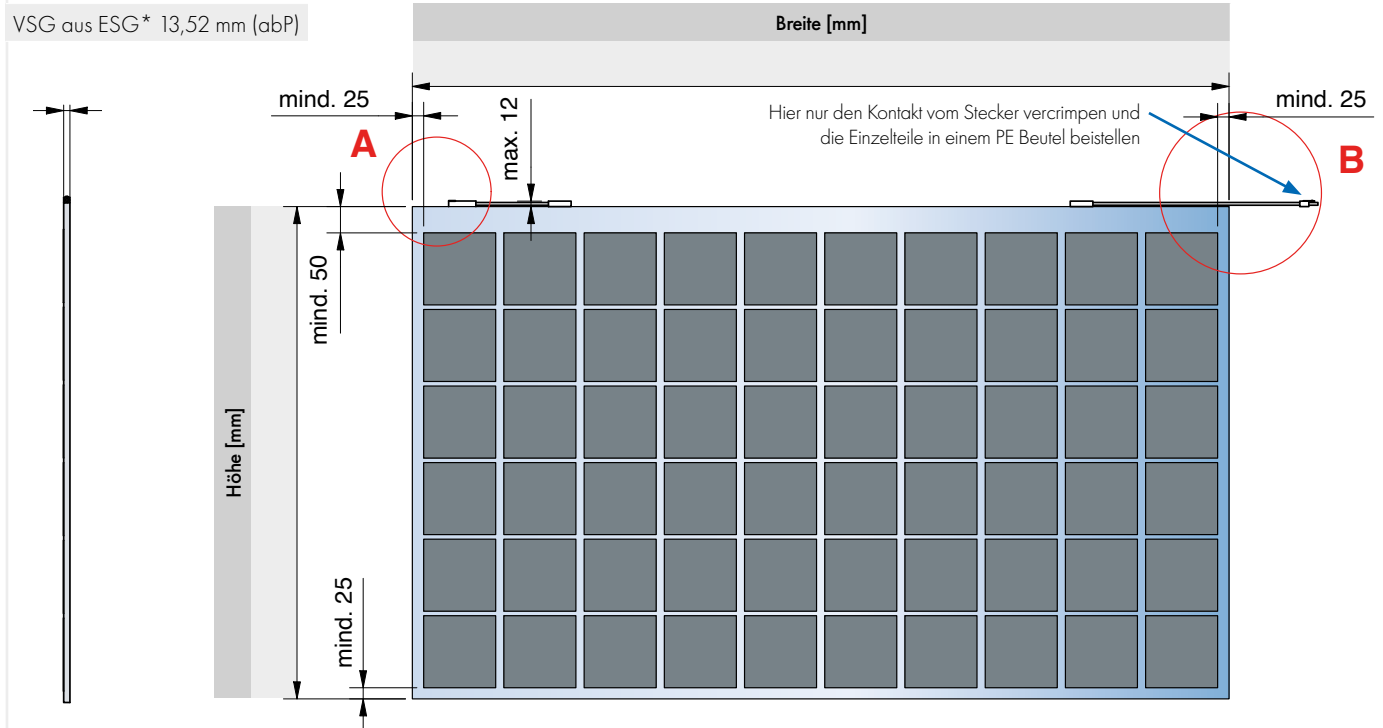 VSG aus ESG* 13,52 mm (abP)
Breite [mm]
mind. 25
max. 12
Hier nur den Kontakt vom Stecker vercrimpen und
die Einzelteile in einem PE Beutel beistellen
mind. 25
A
B
mind. 50
Höhe [mm]
mind. 25